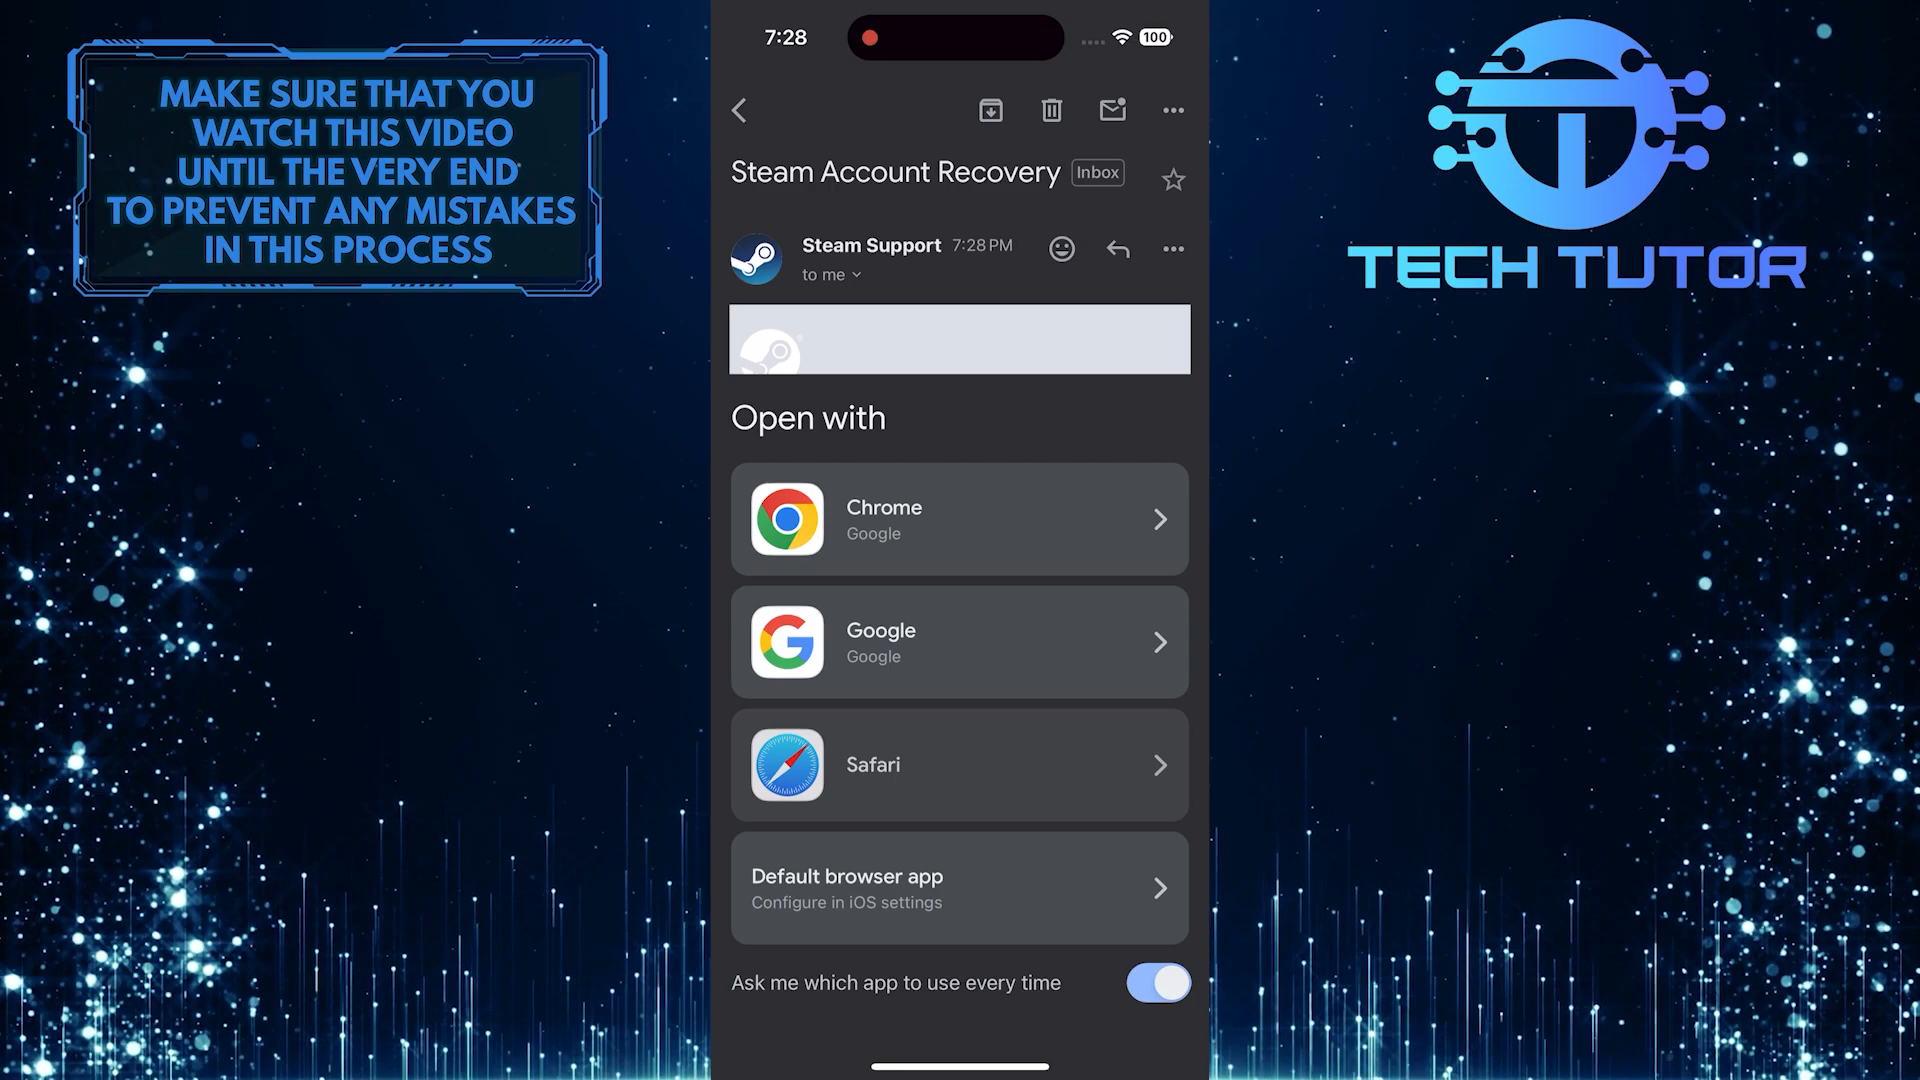 MAKE SURE THAT YOU
WATCH THIS VIDEO
UNTIL THE VERY END
TO PREVENT ANY MISTAKES
IN THIS PROCESS
7:28
100
Steam Account Recovery
Inbox
Steam Support 7:28 PM
to me
Open with
Chrome
Google
Google
Google
Safari
Default browser app
Configure in iOS settings
Ask me which app to use every time
TECH TUTOR